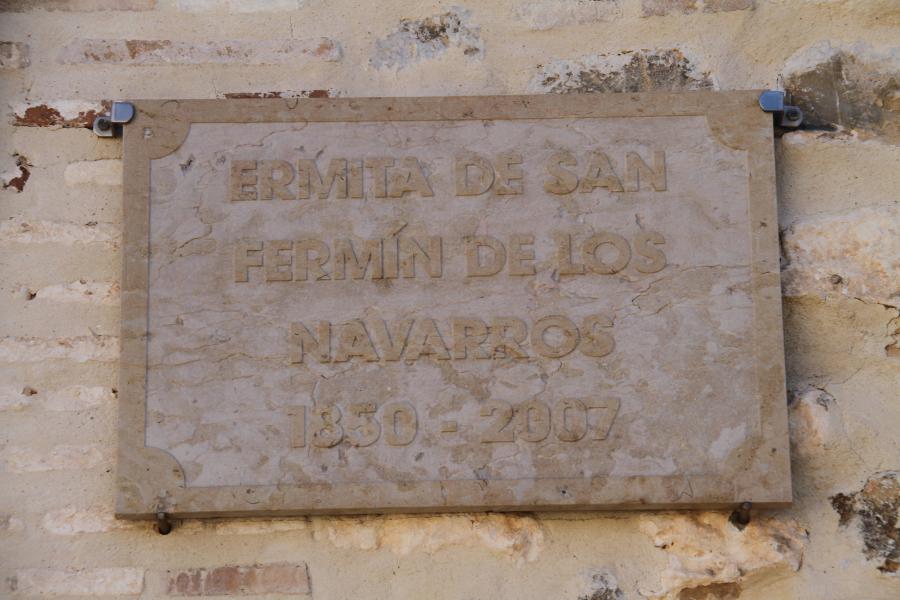 ERMITA DE SAN
FERMÍN DE LOS
NAVARROS
1850 - 2007